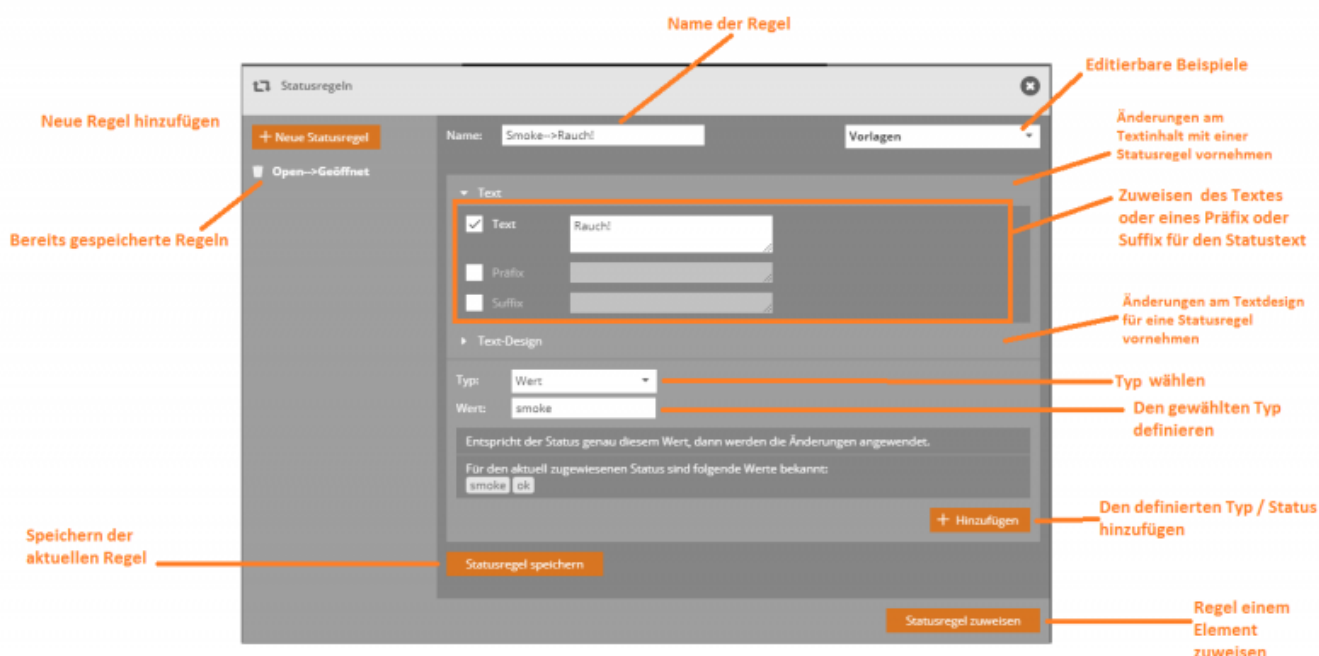 Name der Regel
Editierbare Beispiele
Statusregeln
Neue Regel hinzufügen
+ Neue Statusregel
Name:
Smoke-->Rauch!
Vorlagen
Änderungen am
Textinhalt mit einer
Statusregel vornehmen
Open-->Geöffnet
Text
Zuweisen des Textes
oder eines Präfix oder
Suffix für den Statustext
Text
Rauch!
Bereits gespeicherte Regeln
Präfix
Suffix
Änderungen am Textdesign
für eine Statusregel
vornehmen
Text-Design
Typ:
Wert
Typ wählen
Wert:
smoke
Den gewählten Typ
definieren
Entspricht der Status genau diesem Wert, dann werden die Änderungen angewendet.
Für den aktuell zugewiesenen Status sind folgende Werte bekannt:
smoke ok
+ Hinzufügen
Den definierten Typ / Status
hinzufügen
Speichern der
aktuellen Regel
Statusregel speichern
Statusregel zuweisen
Regel einem
Element
zuweisen